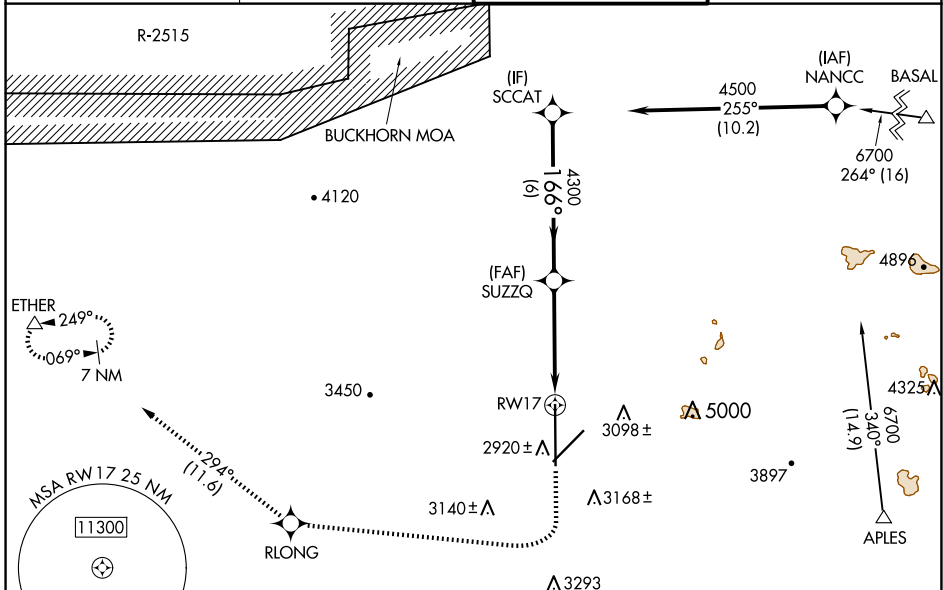 R-2515
BUCKHORN MOA
(IF)
SCCAT
4500
255°
(10.2)
(IAF)
NANCC
BASAL
6700
264° (16)
4120
4300
166°
(6)
(FAF)
SUZZQ
4896
ETHER
249°
069°
7 NM
3450
RW17
2920±
3098±
5000
4325
6700
340°
(14.9)
3897
294°
(11.6)
MSA RW17 25 NM
11300
3140±
3168±
RLONG
APLES
3293